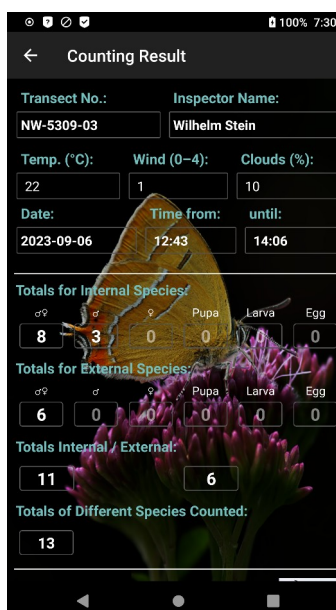 100% 7:30
Counting Result
Transect No.: Inspector Name:
NW-5309-03 Wilhelm Stein
Temp. (°C): Wind (0–4): Clouds (%):
22 1 10
Date: Time from: until:
2023-09-06 12:43 14:06
Totals for Internal Species:
♂♀ ♂ ♀ Pupa Larva Egg
8 3 0 0 0 0
Totals for External Species:
♂♀ ♂ ♀ Pupa Larva Egg
6 0 0 0 0 0
Totals Internal / External:
11 6
Totals of Different Species Counted:
13